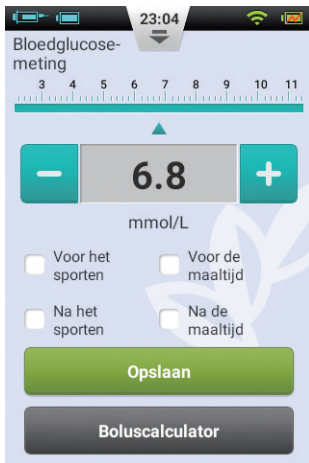 23:04
Bloedglucose-
meting
3 4 5 6 7 8 9 10 11
6.8
mmol/L
Voor het
sporten
Voor de
maaltijd
Na het
sporten
Na de
maaltijd
Opslaan
Boluscalculator